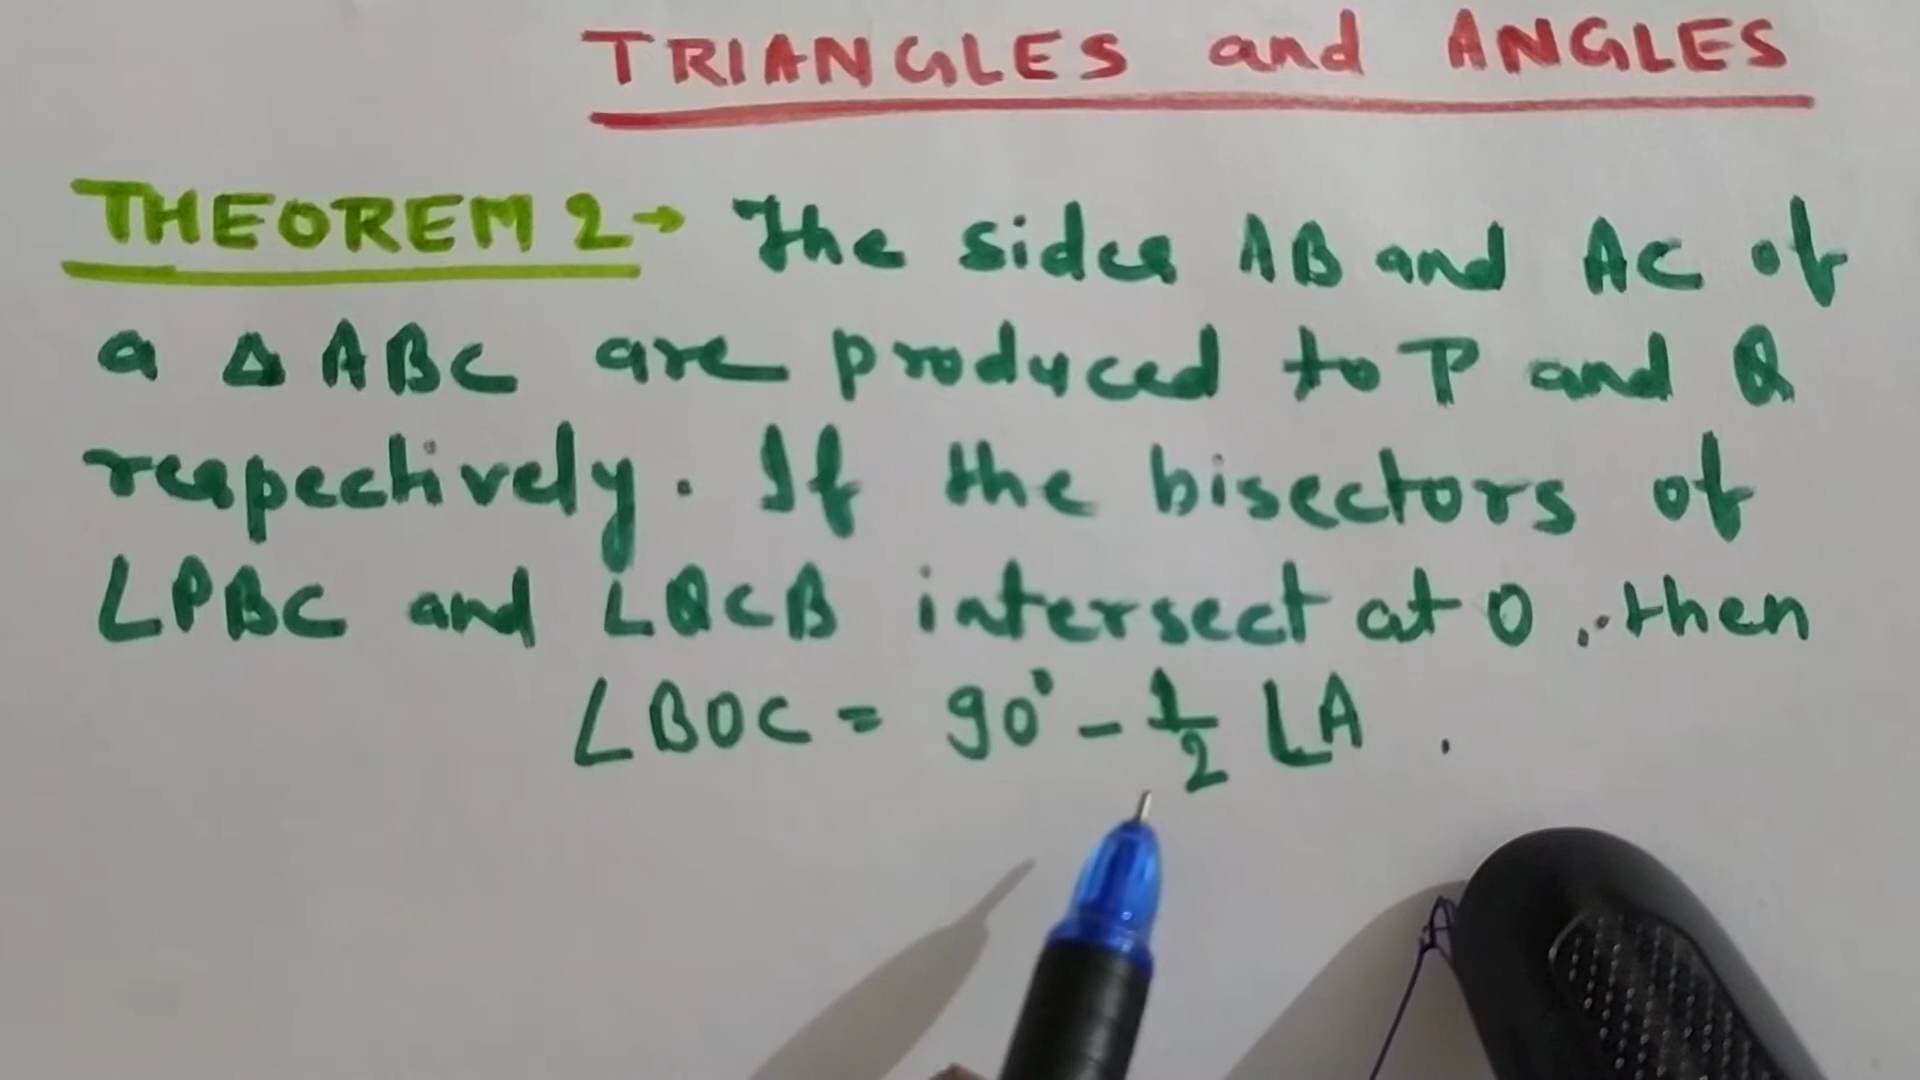 TRIANGLES and ANGLES
THEOREM 2→ The sides AB and AC of
a △ ABC are produced to P and Q
respectively. If the bisectors of
∠PBC and ∠QCB intersect at O, then
∠BOC = 90° - 1/2 ∠A .